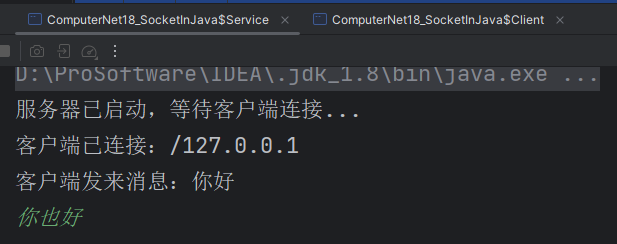 ComputerNet18_SocketInJava$Service ComputerNet18_SocketInJava$Client
D:\ProSoftware\IDEA\.jdk_1.8\bin\java.exe ...
服务器已启动，等待客户端连接...
客户端已连接：/127.0.0.1
客户端发来消息：你好
你也好